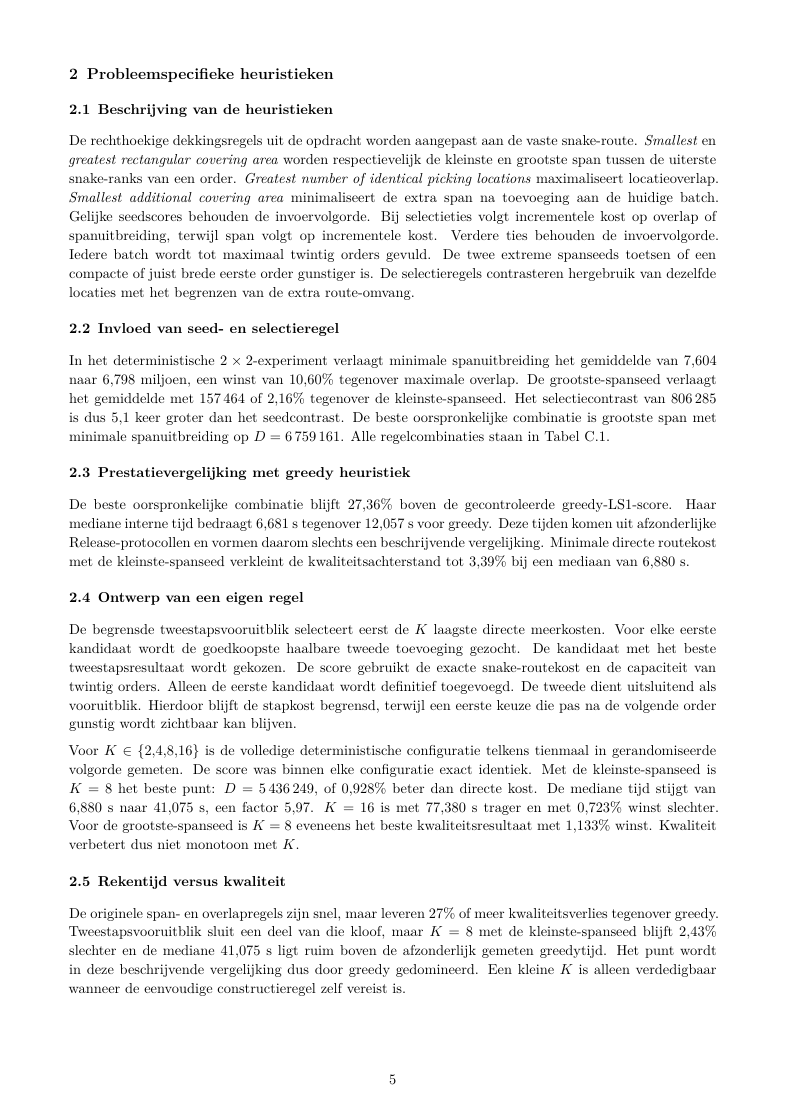 2 Probleemspecifieke heuristieken
2.1 Beschrijving van de heuristieken
De rechthoekige dekkingsregels uit de opdracht worden aangepast aan de vaste snake-route. Smallest en
greatest rectangular covering area worden respectievelijk de kleinste en grootste span tussen de uiterste
snake-ranks van een order. Greatest number of identical picking locations maximaliseert locatieoverlap.
Smallest additional covering area minimaliseert de extra span na toevoeging aan de huidige batch.
Gelijke seedscores behouden de invoervolgorde. Bij selectieties volgt incrementele kost op overlap of
spanuitbreiding, terwijl span volgt op incrementele kost. Verdere ties behouden de invoervolgorde.
Iedere batch wordt tot maximaal twintig orders gevuld. De twee extreme spanseeds toetsen of een
compacte of juist brede eerste order gunstiger is. De selectieregels contrasteren hergebruik van dezelfde
locaties met het begrenzen van de extra route-omvang.
2.2 Invloed van seed- en selectieregel
In het deterministische 2 × 2-experiment verlaagt minimale spanuitbreiding het gemiddelde van 7,604
naar 6,798 miljoen, een winst van 10,60% tegenover maximale overlap. De grootste-spanseed verlaagt
het gemiddelde met 157 464 of 2,16% tegenover de kleinste-spanseed. Het selectiecontrast van 806 285
is dus 5,1 keer groter dan het seedcontrast. De beste oorspronkelijke combinatie is grootste span met
minimale spanuitbreiding op D = 6 759 161. Alle regelcombinaties staan in Tabel C.1.
2.3 Prestatievergelijking met greedy heuristiek
De beste oorspronkelijke combinatie blijft 27,36% boven de gecontroleerde greedy-LS1-score. Haar
mediane interne tijd bedraagt 6,681 s tegenover 12,057 s voor greedy. Deze tijden komen uit afzonderlijke
Release-protocollen en vormen daarom slechts een beschrijvende vergelijking. Minimale directe routekost
met de kleinste-spanseed verkleint de kwaliteitsachterstand tot 3,39% bij een mediaan van 6,880 s.
2.4 Ontwerp van een eigen regel
De begrensde tweestapsvooruitblik selecteert eerst de K laagste directe meerkosten. Voor elke eerste
kandidaat wordt de goedkoopste haalbare tweede toevoeging gezocht. De kandidaat met het beste
tweestapsresultaat wordt gekozen. De score gebruikt de exacte snake-routekost en de capaciteit van
twintig orders. Alleen de eerste kandidaat wordt definitief toegevoegd. De tweede dient uitsluitend als
vooruitblik. Hierdoor blijft de stapkost begrensd, terwijl een eerste keuze die pas na de volgende order
gunstig wordt zichtbaar kan blijven.
Voor K ∈ {2,4,8,16} is de volledige deterministische configuratie telkens tienmaal in gerandomiseerde
volgorde gemeten. De score was binnen elke configuratie exact identiek. Met de kleinste-spanseed is
K = 8 het beste punt: D = 5 436 249, of 0,928% beter dan directe kost. De mediane tijd stijgt van
6,880 s naar 41,075 s, een factor 5,97. K = 16 is met 77,380 s trager en met 0,723% winst slechter.
Voor de grootste-spanseed is K = 8 eveneens het beste kwaliteitsresultaat met 1,133% winst. Kwaliteit
verbetert dus niet monotoon met K.
2.5 Rekentijd versus kwaliteit
De originele span- en overlapregels zijn snel, maar leveren 27% of meer kwaliteitsverlies tegenover greedy.
Tweestapsvooruitblik sluit een deel van die kloof, maar K = 8 met de kleinste-spanseed blijft 2,43%
slechter en de mediane 41,075 s ligt ruim boven de afzonderlijk gemeten greedytijd. Het punt wordt
in deze beschrijvende vergelijking dus door greedy gedomineerd. Een kleine K is alleen verdedigbaar
wanneer de eenvoudige constructieregel zelf vereist is.
5